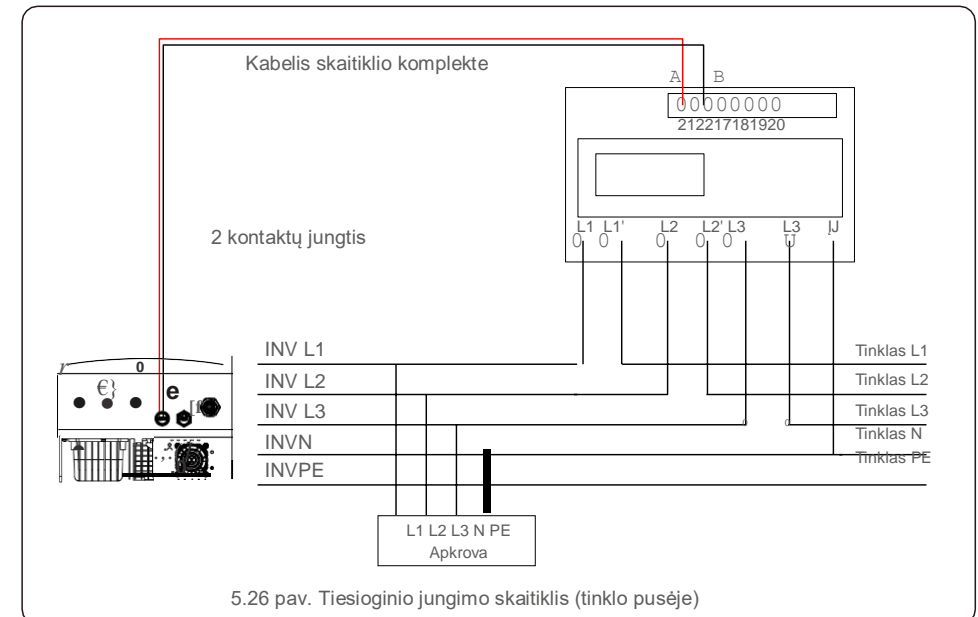 Kabelis skaitiklio komplekte
A B
00000000
212217181920
2 kontaktų jungtis
L1 L1' L2 L2' L3 L3
INV L1
INV L2
INV L3
INVN
INVPE
Tinklas L1
Tinklas L2
Tinklas L3
Tinklas N
Tinklas PE
0
e
L1 L2 L3 N PE
Apkrova
5.26 pav. Tiesioginio jungimo skaitiklis (tinklo pusėje)